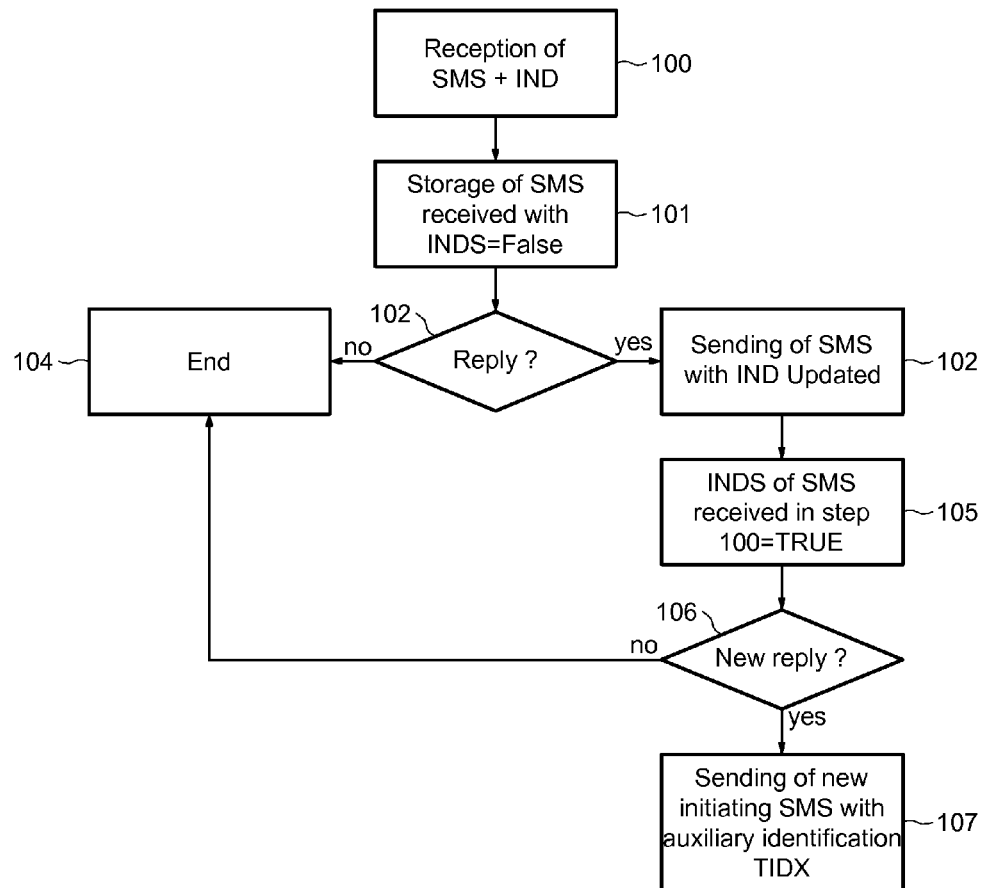 Reception of
SMS + IND
100
Storage of SMS
received with
INDS=False
101
102
Reply ?
no
yes
End
104
Sending of SMS
with IND Updated
102
INDS of SMS
received in step
100=TRUE
105
106
New reply ?
no
yes
Sending of new
initiating SMS with
auxiliary identification
TIDX
107